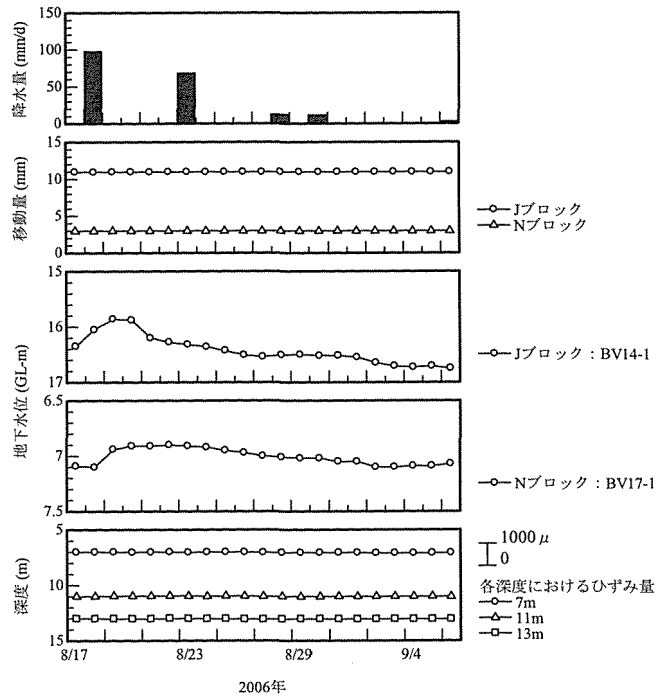 降水量 (mm/d)
150
100
50
0
移動量 (mm)
15
10
5
0
Jブロック
Nブロック
地下水位 (GL-m)
15
16
17
Jブロック：BV14-1
6.5
7
7.5
Nブロック：BV17-1
深度 (m)
5
10
15
1000 μ
0
各深度におけるひずみ量
7m
11m
13m
8/17
8/23
8/29
9/4
2006年